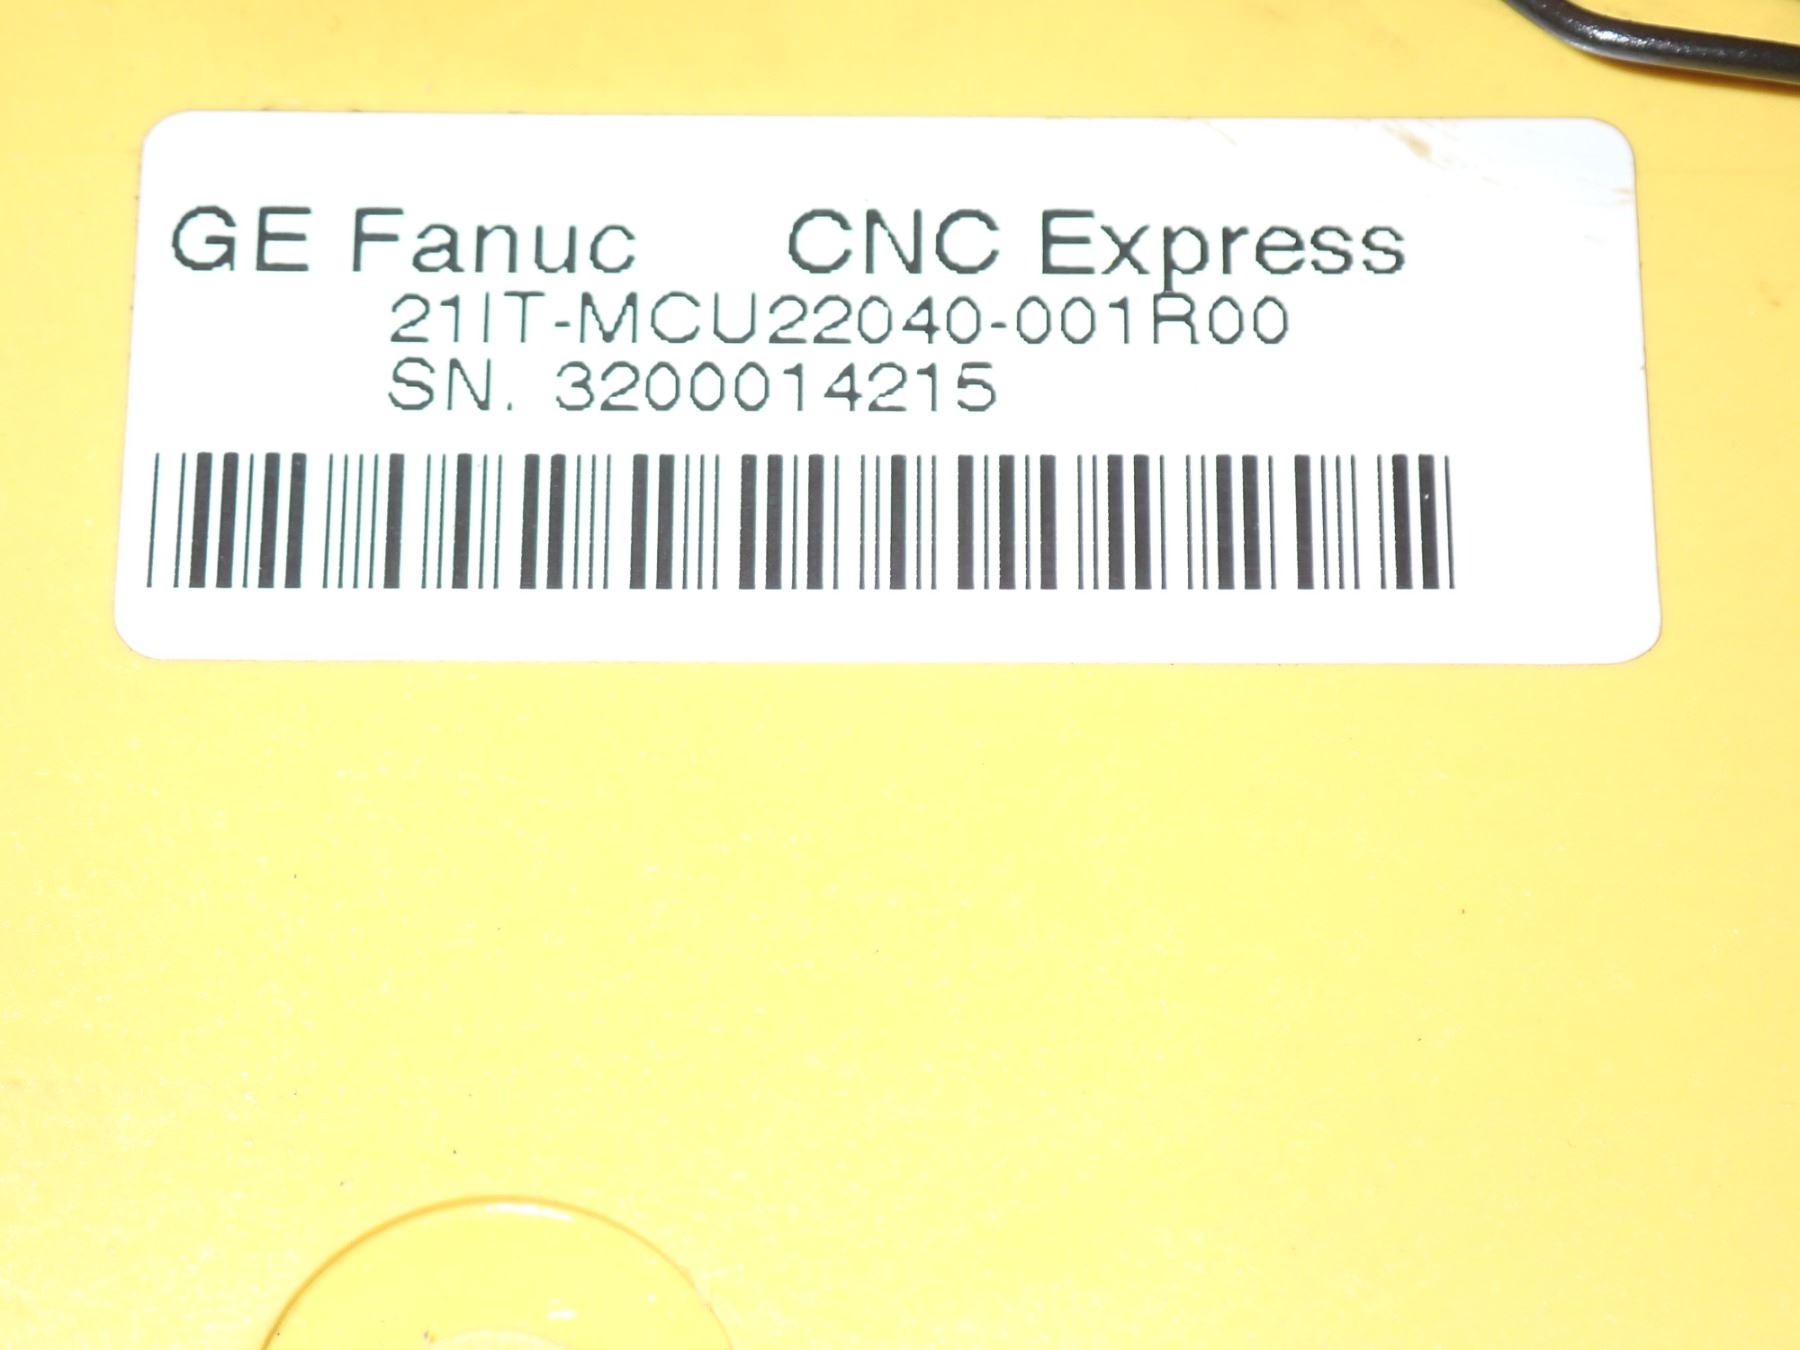 GE Fanuc CNC Express
21IT-MCU22040-001R00
SN. 3200014215